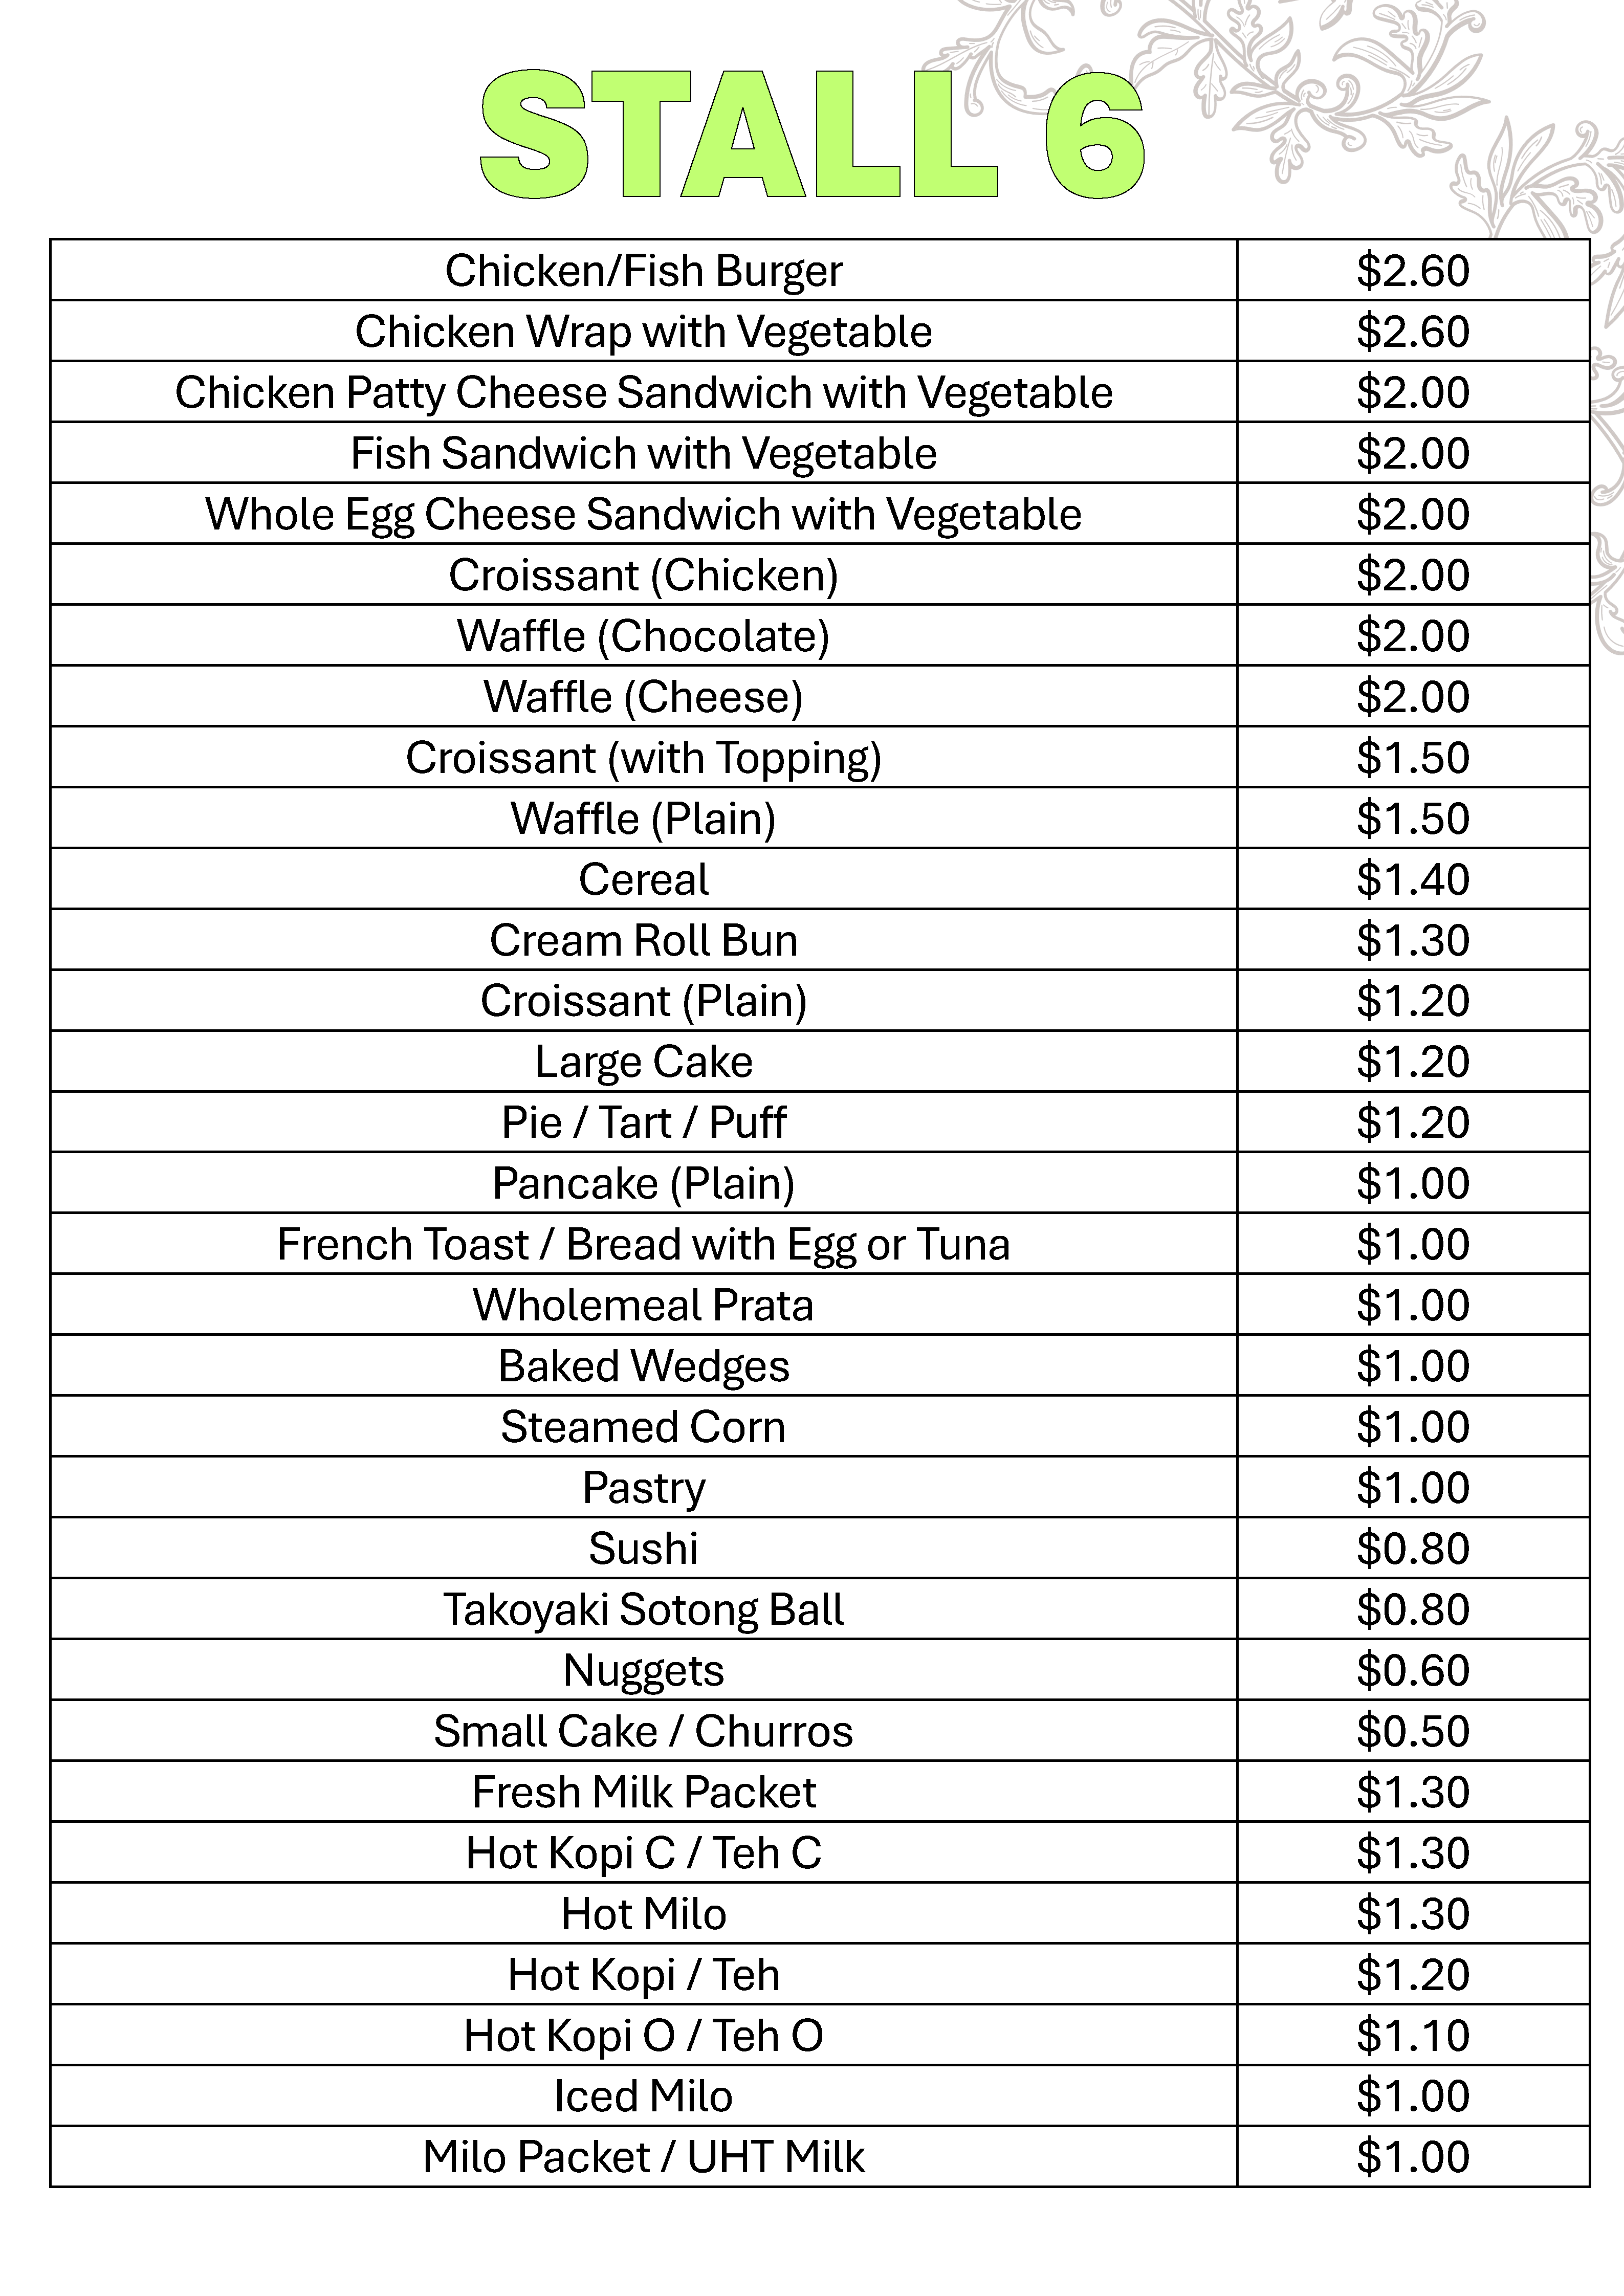 STALL 6
Chicken/Fish Burger $2.60
Chicken Wrap with Vegetable $2.60
Chicken Patty Cheese Sandwich with Vegetable $2.00
Fish Sandwich with Vegetable $2.00
Whole Egg Cheese Sandwich with Vegetable $2.00
Croissant (Chicken) $2.00
Waffle (Chocolate) $2.00
Waffle (Cheese) $2.00
Croissant (with Topping) $1.50
Waffle (Plain) $1.50
Cereal $1.40
Cream Roll Bun $1.30
Croissant (Plain) $1.20
Large Cake $1.20
Pie / Tart / Puff $1.20
Pancake (Plain) $1.00
French Toast / Bread with Egg or Tuna $1.00
Wholemeal Prata $1.00
Baked Wedges $1.00
Steamed Corn $1.00
Pastry $1.00
Sushi $0.80
Takoyaki Sotong Ball $0.80
Nuggets $0.60
Small Cake / Churros $0.50
Fresh Milk Packet $1.30
Hot Kopi C / Teh C $1.30
Hot Milo $1.30
Hot Kopi / Teh $1.20
Hot Kopi O / Teh O $1.10
Iced Milo $1.00
Milo Packet / UHT Milk $1.00